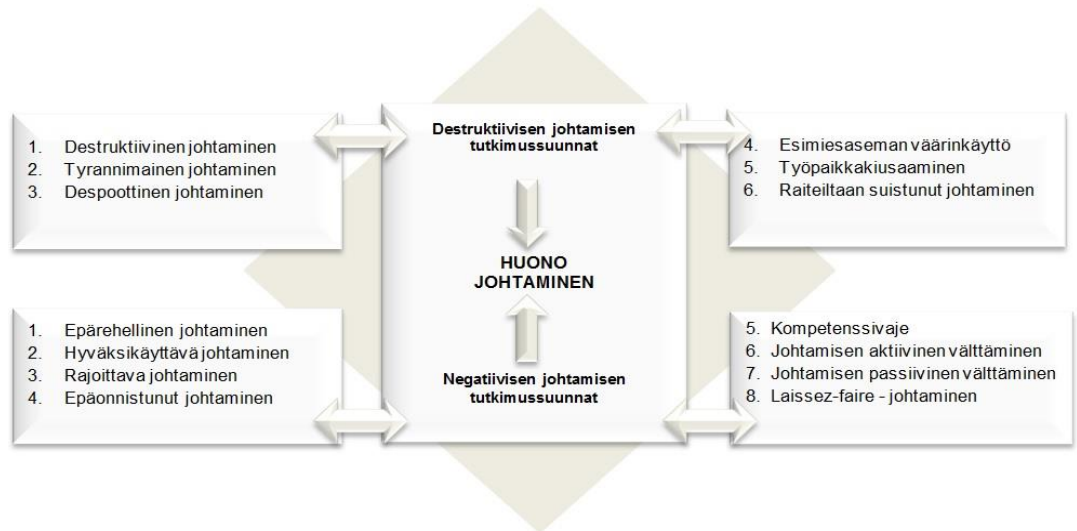 Destruktiivisen johtamisen
tutkimussuunnat
1. Destruktiivinen johtaminen
2. Tyrannimainen johtaminen
3. Despoottinen johtaminen
4. Esimiesaseman väärinkäyttö
5. Työpaikkakiusaaminen
6. Raiteiltaan suistunut johtaminen
HUONO
JOHTAMINEN
1. Epärehellinen johtaminen
2. Hyväksikäyttävä johtaminen
3. Rajoittava johtaminen
4. Epäonnistunut johtaminen
Negatiivisen johtamisen
tutkimussuunnat
5. Kompetenssivaje
6. Johtamisen aktiivinen välttäminen
7. Johtamisen passiivinen välttäminen
8. Laissez-faire - johtaminen